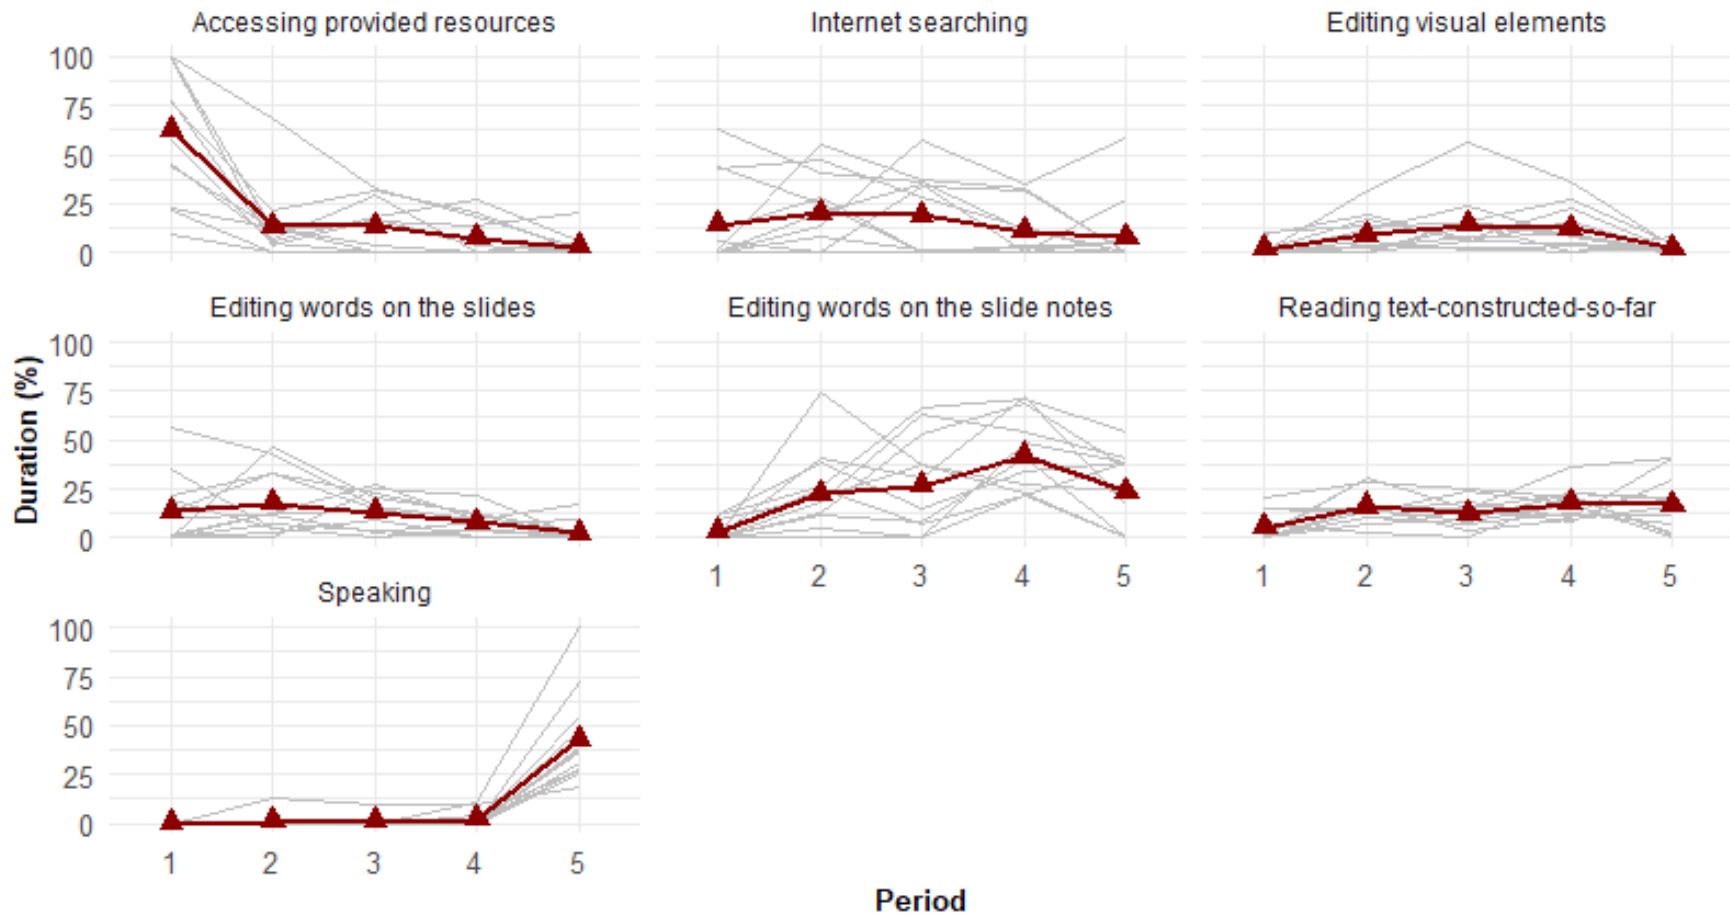 Accessing provided resources
Internet searching
Editing visual elements
100
75
50
25
0
Editing words on the slides
Editing words on the slide notes
Reading text-constructed-so-far
Duration (%)
100
75
50
25
0
1 2 3 4 5
1 2 3 4 5
Speaking
100
75
50
25
0
1 2 3 4 5
Period